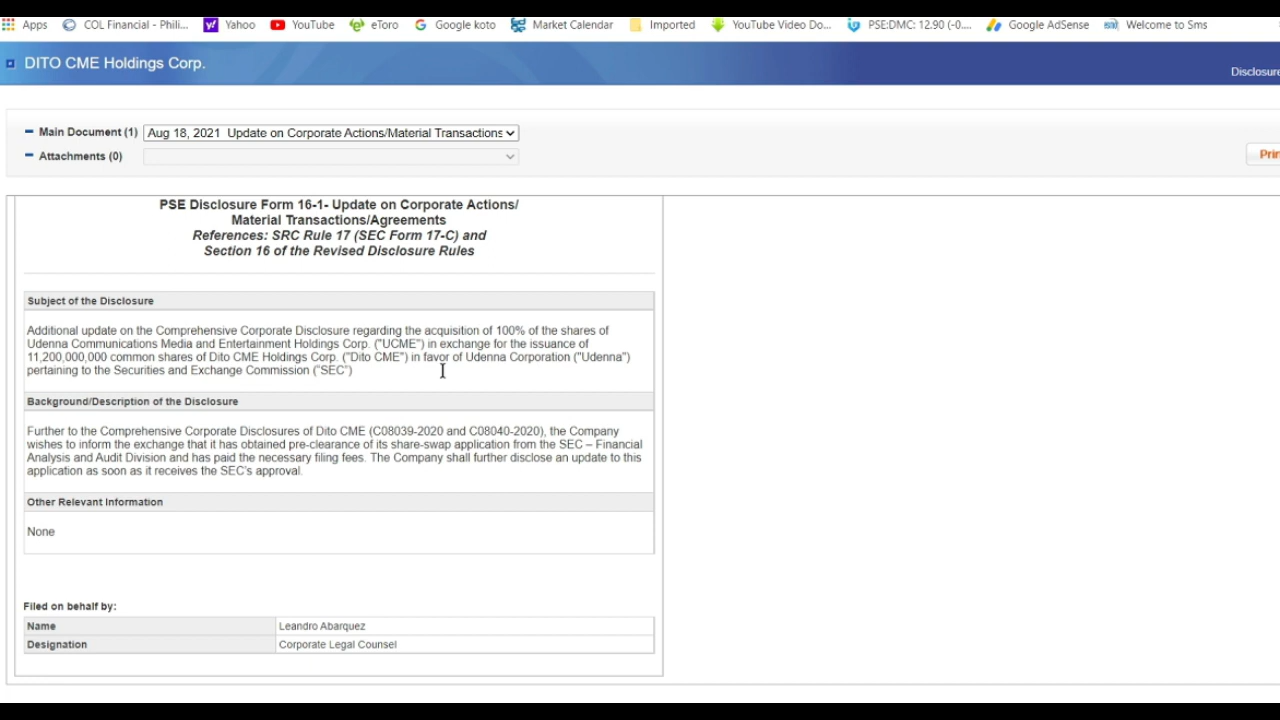 Apps COL Financial - Phili... Yahoo YouTube eToro Google koto Market Calendar Imported YouTube Video Do... PSE:DMC: 12.90 (-0.... Google AdSense Welcome to Sms
DITO CME Holdings Corp.
Disclosure
Main Document (1) Aug 18, 2021 Update on Corporate Actions/Material Transactions
Attachments (0)
Prin
PSE Disclosure Form 16-1- Update on Corporate Actions/
Material Transactions/Agreements
References: SRC Rule 17 (SEC Form 17-C) and
Section 16 of the Revised Disclosure Rules
Subject of the Disclosure
Additional update on the Comprehensive Corporate Disclosure regarding the acquisition of 100% of the shares of
Udenna Communications Media and Entertainment Holdings Corp. ("UCME") in exchange for the issuance of
11,200,000,000 common shares of Dito CME Holdings Corp. ("Dito CME") in favor of Udenna Corporation ("Udenna")
pertaining to the Securities and Exchange Commission ("SEC")
Background/Description of the Disclosure
Further to the Comprehensive Corporate Disclosures of Dito CME (C08039-2020 and C08040-2020), the Company
wishes to inform the exchange that it has obtained pre-clearance of its share-swap application from the SEC – Financial
Analysis and Audit Division and has paid the necessary filing fees. The Company shall further disclose an update to this
application as soon as it receives the SEC's approval.
Other Relevant Information
None
Filed on behalf by:
Name Leandro Abarquez
Designation Corporate Legal Counsel